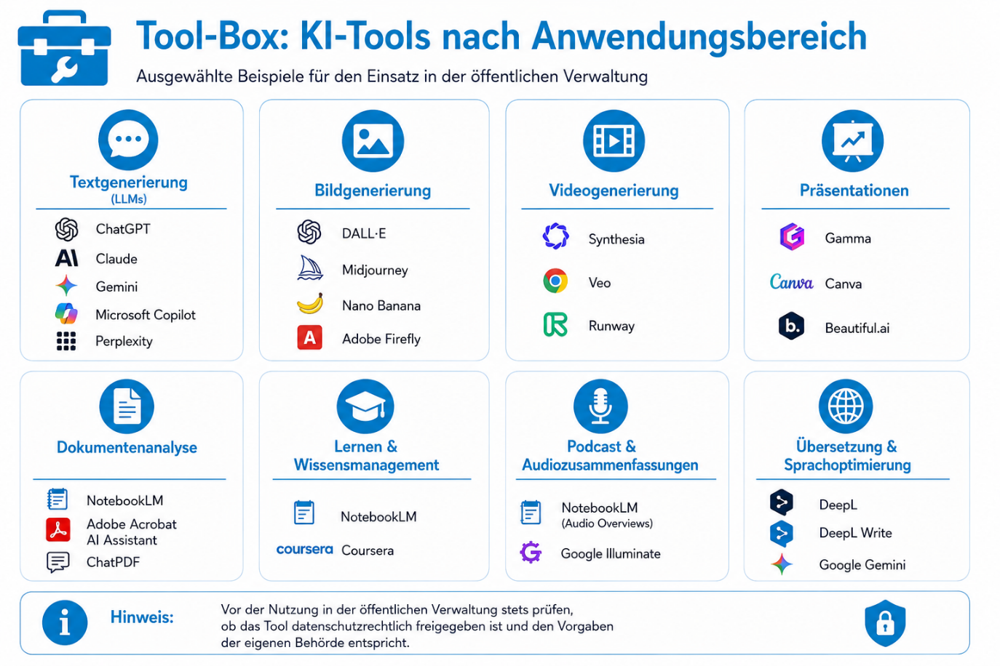 Tool-Box: KI-Tools nach Anwendungsbereich
Ausgewählte Beispiele für den Einsatz in der öffentlichen Verwaltung
Textgenerierung
(LLMs)
ChatGPT
AI Claude
Gemini
Microsoft Copilot
Perplexity
Bildgenerierung
DALL·E
Midjourney
Nano Banana
A Adobe Firefly
Videogenerierung
Synthesia
Veo
R Runway
Präsentationen
G Gamma
Canva Canva
b. Beautiful.ai
Dokumentenanalyse
NotebookLM
Adobe Acrobat
AI Assistant
ChatPDF
Lernen &
Wissensmanagement
NotebookLM
coursera Coursera
Podcast &
Audiozusammenfassungen
NotebookLM
(Audio Overviews)
G Google Illuminate
Übersetzung &
Sprachoptimierung
DeepL
DeepL Write
Google Gemini
i Hinweis:
Vor der Nutzung in der öffentlichen Verwaltung stets prüfen,
ob das Tool datenschutzrechtlich freigegeben ist und den Vorgaben
der eigenen Behörde entspricht.